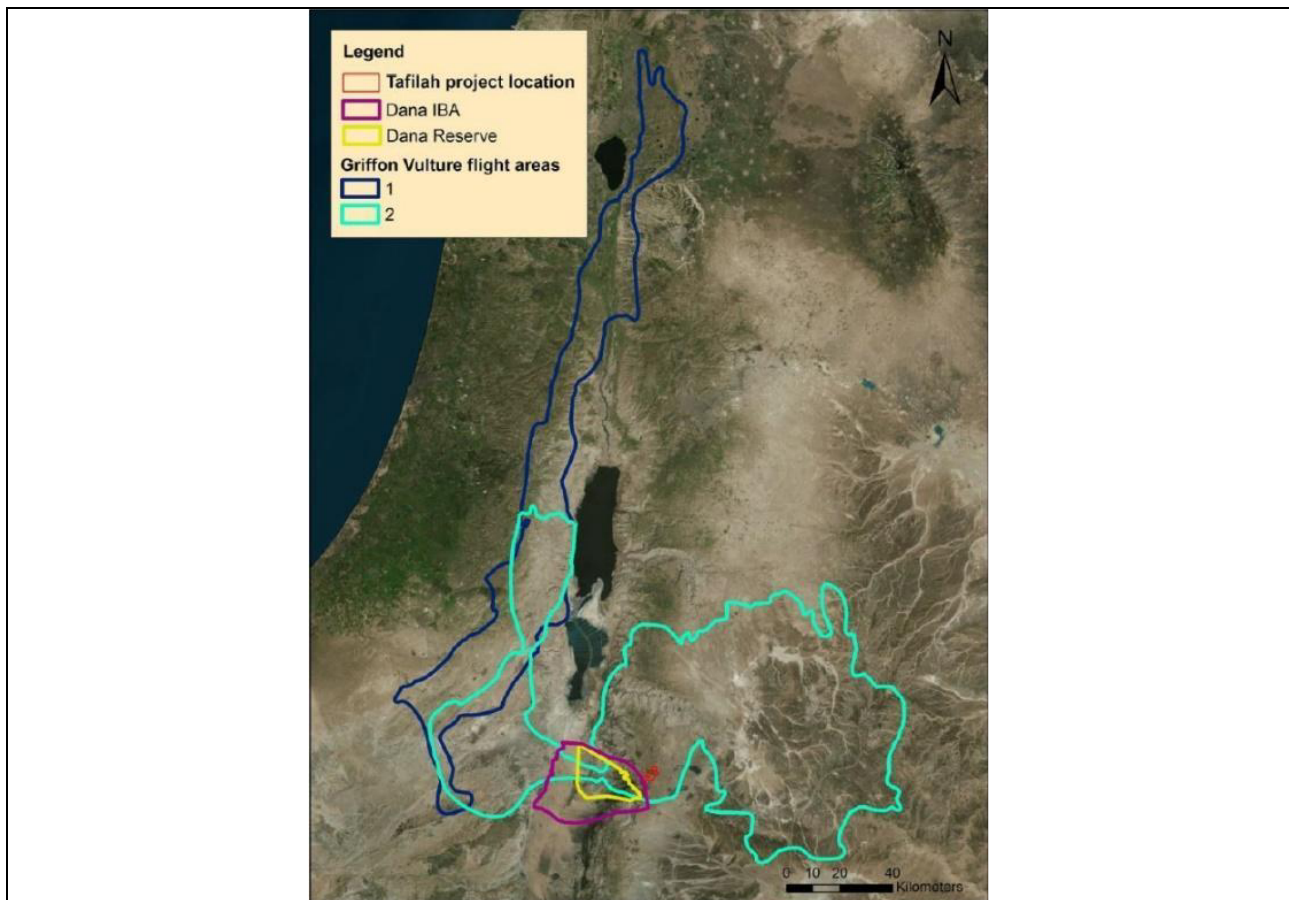 Legend
Tafilah project location
Dana IBA
Dana Reserve
Griffon Vulture flight areas
1
2
N
0 10 20 40
Kilometers